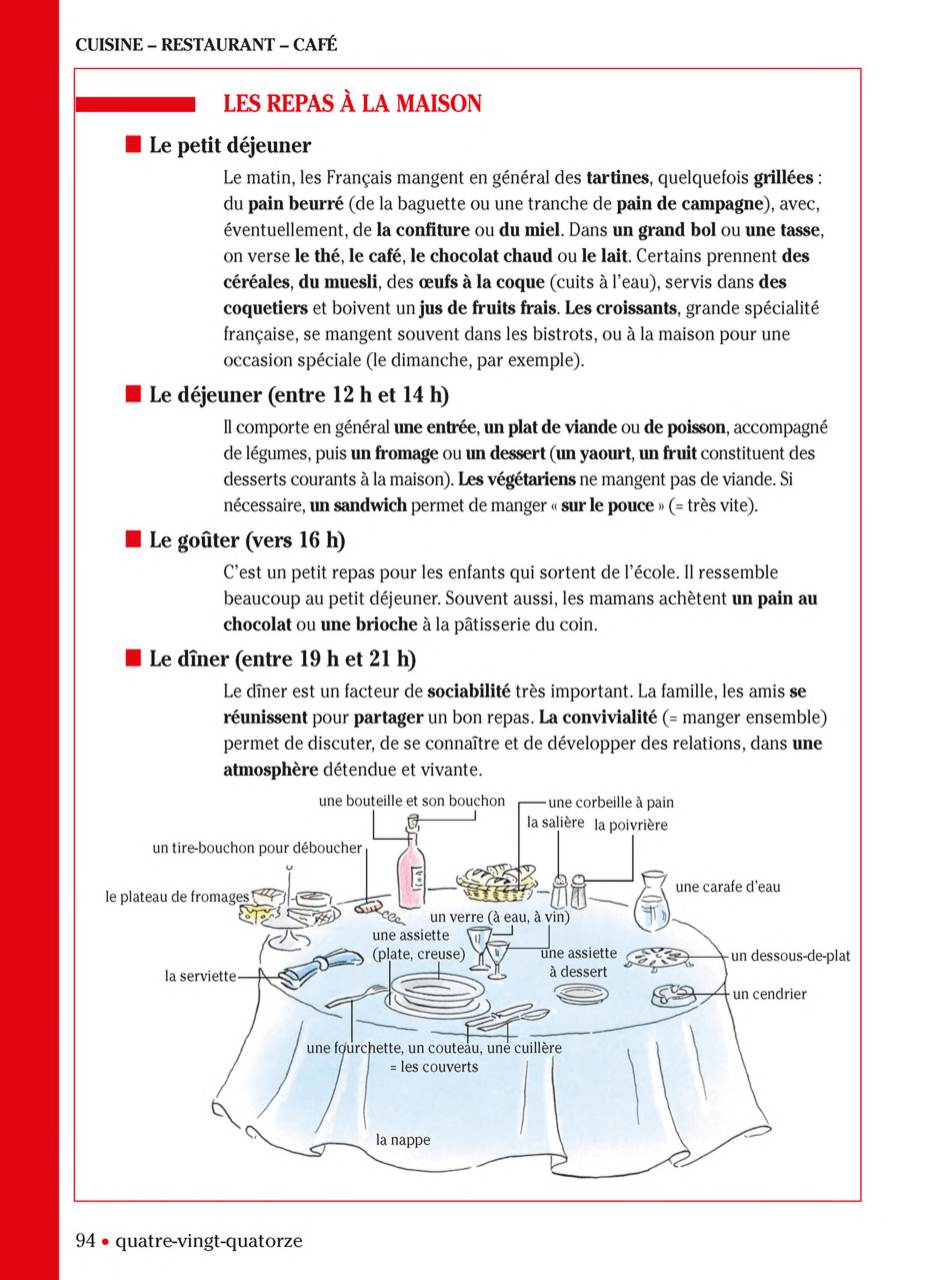 CUISINE – RESTAURANT – CAFÉ
LES REPAS À LA MAISON
Le petit déjeuner
Le matin, les Français mangent en général des tartines, quelquefois grillées :
du pain beurré (de la baguette ou une tranche de pain de campagne), avec,
éventuellement, de la confiture ou du miel. Dans un grand bol ou une tasse,
on verse le thé, le café, le chocolat chaud ou le lait. Certains prennent des
céréales, du muesli, des œufs à la coque (cuits à l'eau), servis dans des
coquetiers et boivent un jus de fruits frais. Les croissants, grande spécialité
française, se mangent souvent dans les bistrots, ou à la maison pour une
occasion spéciale (le dimanche, par exemple).
Le déjeuner (entre 12 h et 14 h)
Il comporte en général une entrée, un plat de viande ou de poisson, accompagné
de légumes, puis un fromage ou un dessert (un yaourt, un fruit constituent des
desserts courants à la maison). Les végétariens ne mangent pas de viande. Si
nécessaire, un sandwich permet de manger « sur le pouce » (= très vite).
Le goûter (vers 16 h)
C'est un petit repas pour les enfants qui sortent de l'école. Il ressemble
beaucoup au petit déjeuner. Souvent aussi, les mamans achètent un pain au
chocolat ou une brioche à la pâtisserie du coin.
Le dîner (entre 19 h et 21 h)
Le dîner est un facteur de sociabilité très important. La famille, les amis se
réunissent pour partager un bon repas. La convivialité (= manger ensemble)
permet de discuter, de se connaître et de développer des relations, dans une
atmosphère détendue et vivante.
une bouteille et son bouchon
une corbeille à pain
la salière
la poivrière
un tire-bouchon pour déboucher
le plateau de fromages
une carafe d'eau
un verre (à eau, à vin)
une assiette
(plate, creuse)
une assiette
à dessert
un dessous-de-plat
la serviette
un cendrier
une fourchette, un couteau, une cuillère
= les couverts
la nappe
94 • quatre-vingt-quatorze